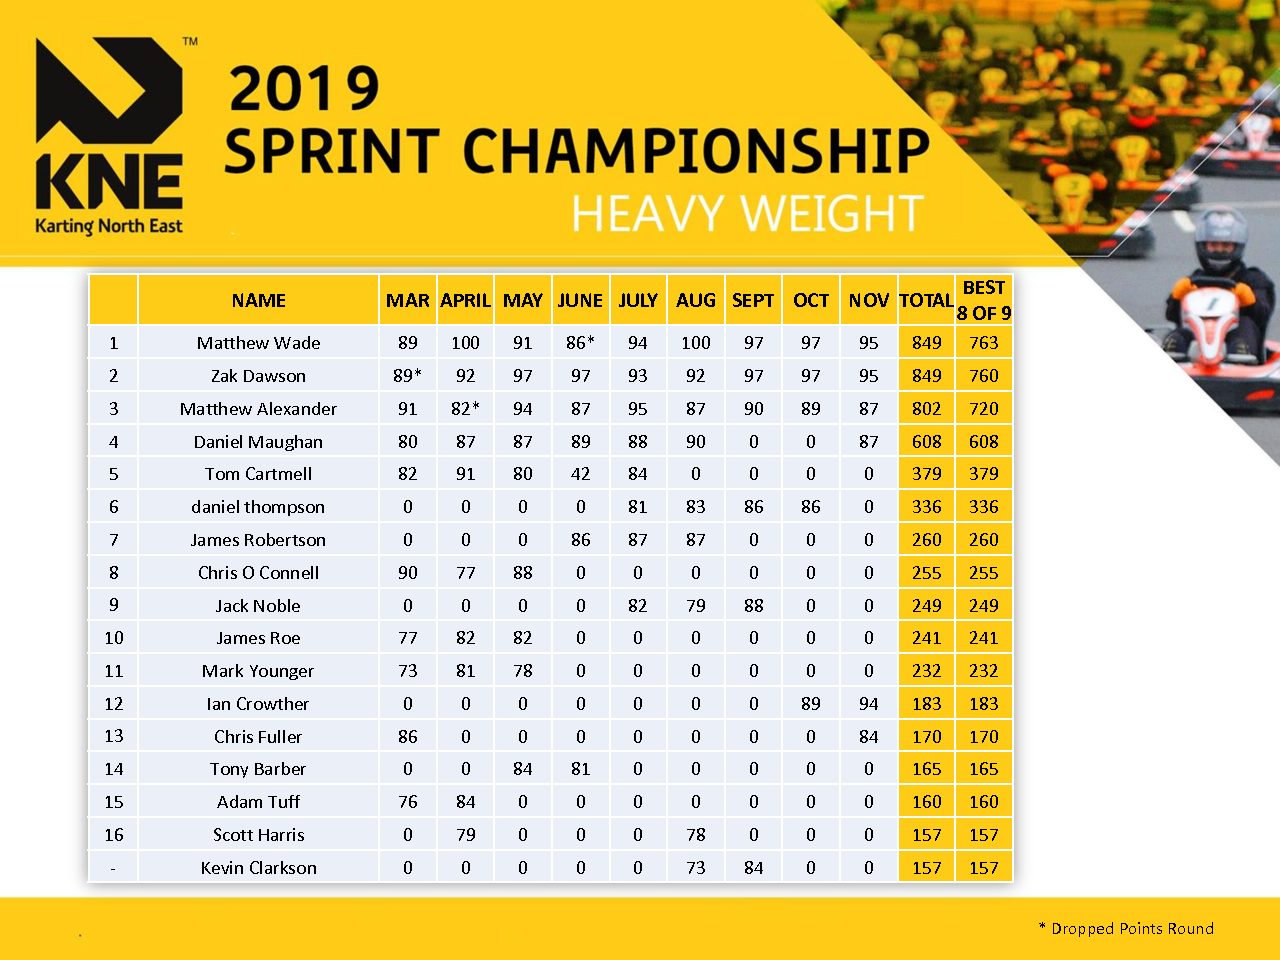 ™
KNE
Karting North East
2019
SPRINT CHAMPIONSHIP
HEAVY WEIGHT
NAME MAR APRIL MAY JUNE JULY AUG SEPT OCT NOV TOTAL BEST 8 OF 9
1 Matthew Wade 89 100 91 86* 94 100 97 97 95 849 763
2 Zak Dawson 89* 92 97 97 93 92 97 97 95 849 760
3 Matthew Alexander 91 82* 94 87 95 87 90 89 87 802 720
4 Daniel Maughan 80 87 87 89 88 90 0 0 87 608 608
5 Tom Cartmell 82 91 80 42 84 0 0 0 0 379 379
6 daniel thompson 0 0 0 0 81 83 86 86 0 336 336
7 James Robertson 0 0 0 86 87 87 0 0 0 260 260
8 Chris O Connell 90 77 88 0 0 0 0 0 0 255 255
9 Jack Noble 0 0 0 0 82 79 88 0 0 249 249
10 James Roe 77 82 82 0 0 0 0 0 0 241 241
11 Mark Younger 73 81 78 0 0 0 0 0 0 232 232
12 Ian Crowther 0 0 0 0 0 0 0 89 94 183 183
13 Chris Fuller 86 0 0 0 0 0 0 0 84 170 170
14 Tony Barber 0 0 84 81 0 0 0 0 0 165 165
15 Adam Tuff 76 84 0 0 0 0 0 0 0 160 160
16 Scott Harris 0 79 0 0 0 78 0 0 0 157 157
- Kevin Clarkson 0 0 0 0 0 73 84 0 0 157 157
* Dropped Points Round